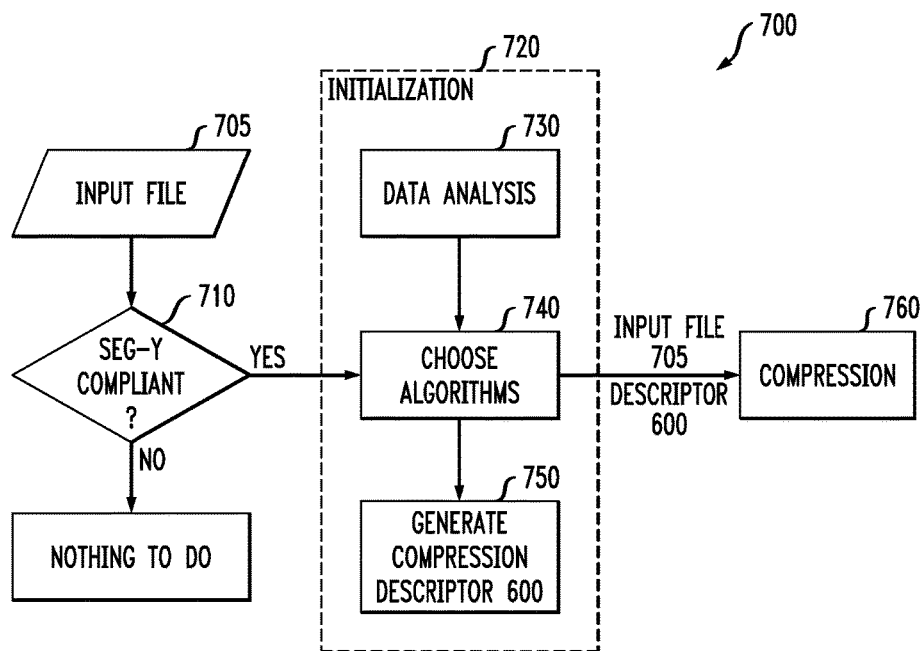 700
720
INITIALIZATION
705
INPUT FILE
730
DATA ANALYSIS
710
SEG-Y
COMPLIANT
?
YES
NO
740
CHOOSE
ALGORITHMS
INPUT FILE
705
DESCRIPTOR
600
760
COMPRESSION
NOTHING TO DO
750
GENERATE
COMPRESSION
DESCRIPTOR 600